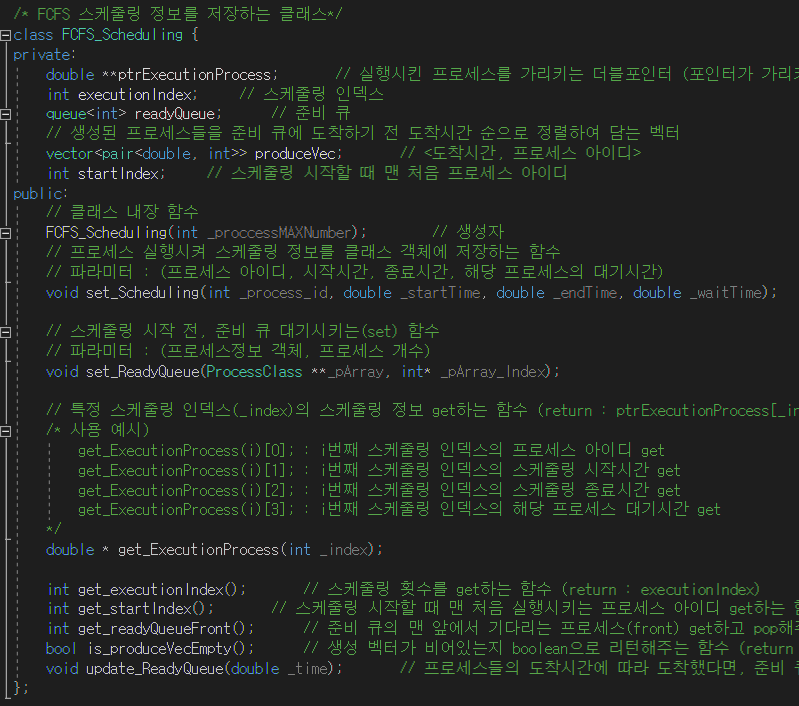 /* FCFS 스케줄링 정보를 저장하는 클래스*/
class FCFS_Scheduling {
private:
double **ptrExecutionProcess; // 실행시킨 프로세스를 가리키는 더블포인터 (포인터가 가리키
int executionIndex; // 스케줄링 인덱스
queue<int> readyQueue; // 준비 큐
// 생성된 프로세스들을 준비 큐에 도착하기 전 도착시간 순으로 정렬하여 담는 벡터
vector<pair<double, int>> produceVec; // <도착시간, 프로세스 아이디>
int startIndex; // 스케줄링 시작할 때 맨 처음 프로세스 아이디
public:
// 클래스 내장 함수
FCFS_Scheduling(int _proccessMAXNumber); // 생성자
// 프로세스 실행시켜 스케줄링 정보를 클래스 객체에 저장하는 함수
// 파라미터 : (프로세스 아이디, 시작시간, 종료시간, 해당 프로세스의 대기시간)
void set_Scheduling(int _process_id, double _startTime, double _endTime, double _waitTime);
// 스케줄링 시작 전, 준비 큐 대기시키는(set) 함수
// 파라미터 : (프로세스정보 객체, 프로세스 개수)
void set_ReadyQueue(ProcessClass **_pArray, int* _pArray_Index);
// 특정 스케줄링 인덱스(_index)의 스케줄링 정보 get하는 함수 (return : ptrExecutionProcess[_in
/* 사용 예시)
get_ExecutionProcess(i)[0]; : i번째 스케줄링 인덱스의 프로세스 아이디 get
get_ExecutionProcess(i)[1]; : i번째 스케줄링 인덱스의 스케줄링 시작시간 get
get_ExecutionProcess(i)[2]; : i번째 스케줄링 인덱스의 스케줄링 종료시간 get
get_ExecutionProcess(i)[3]; : i번째 스케줄링 인덱스의 해당 프로세스 대기시간 get
*/
double * get_ExecutionProcess(int _index);
int get_executionIndex(); // 스케줄링 횟수를 get하는 함수 (return : executionIndex)
int get_startIndex(); // 스케줄링 시작할 때 맨 처음 실행시키는 프로세스 아이디 get하는 함
int get_readyQueueFront(); // 준비 큐의 맨 앞에서 기다리는 프로세스(front) get하고 pop해주
bool is_produceVecEmpty(); // 생성 벡터가 비어있는지 boolean으로 리턴해주는 함수 (return
void update_ReadyQueue(double _time); // 프로세스들의 도착시간에 따라 도착했다면, 준비 큐
};